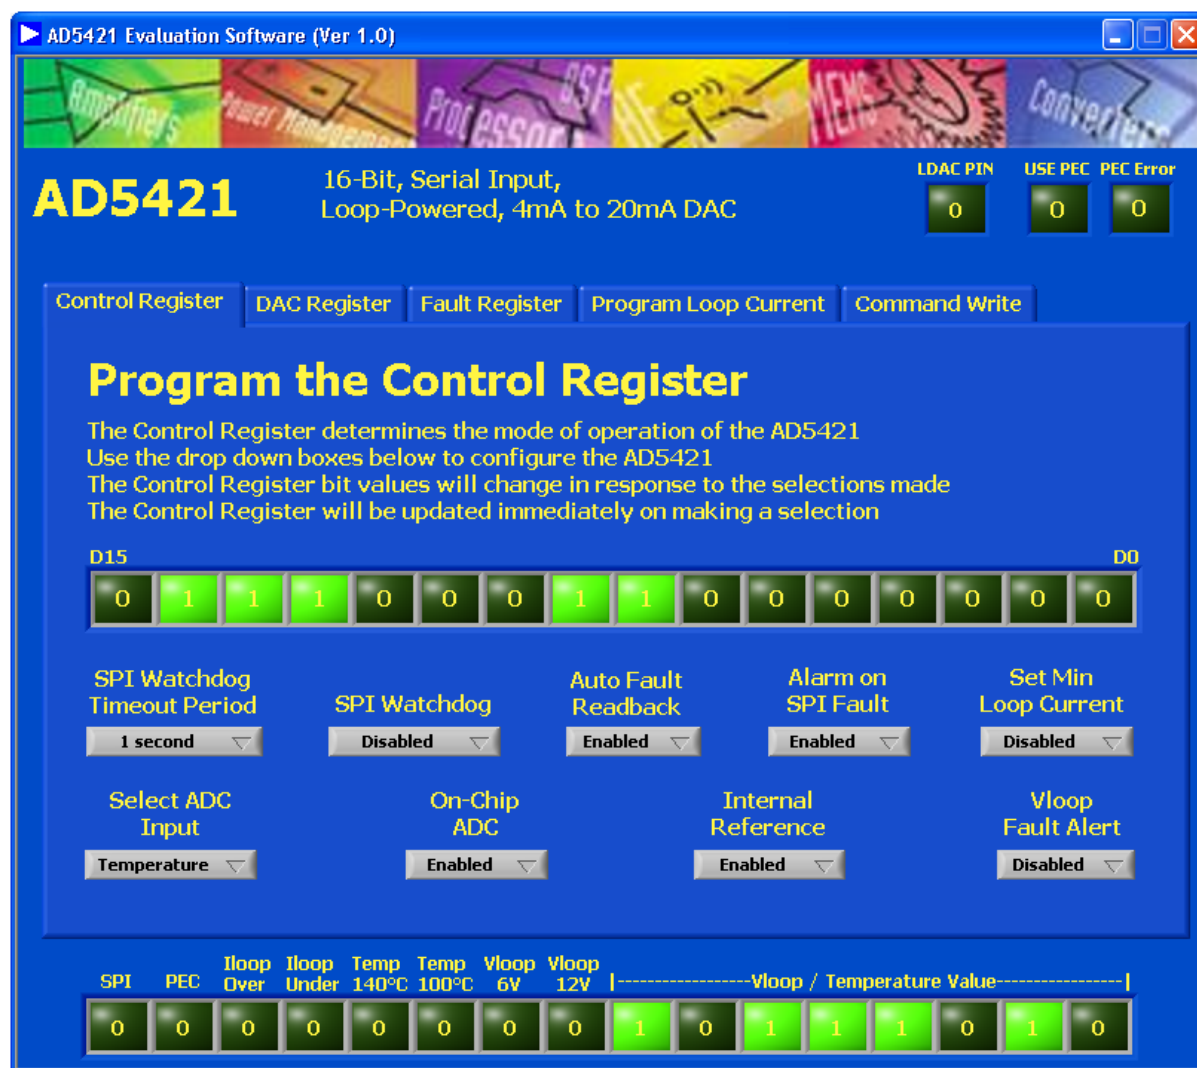 AD5421 Evaluation Software (Ver 1.0)
Amplifiers Power Management Processors DSP RF MEMS Converters
AD5421
16-Bit, Serial Input,
Loop-Powered, 4mA to 20mA DAC
LDAC PIN USE PEC PEC Error
0 0 0
Control Register DAC Register Fault Register Program Loop Current Command Write
Program the Control Register
The Control Register determines the mode of operation of the AD5421
Use the drop down boxes below to configure the AD5421
The Control Register bit values will change in response to the selections made
The Control Register will be updated immediately on making a selection
D15 D0
0 1 1 1 0 0 0 1 1 0 0 0 0 0 0 0
SPI Watchdog
Timeout Period
1 second
SPI Watchdog
Disabled
Auto Fault
Readback
Enabled
Alarm on
SPI Fault
Enabled
Set Min
Loop Current
Disabled
Select ADC
Input
Temperature
On-Chip
ADC
Enabled
Internal
Reference
Enabled
Vloop
Fault Alert
Disabled
SPI
PEC
Iloop
Over
Iloop
Under
Temp
140°C
Temp
100°C
Vloop
6V
Vloop
12V
|------------------Vloop / Temperature Value----------------|
0 0 0 0 0 0 0 0 1 0 1 1 1 0 1 0